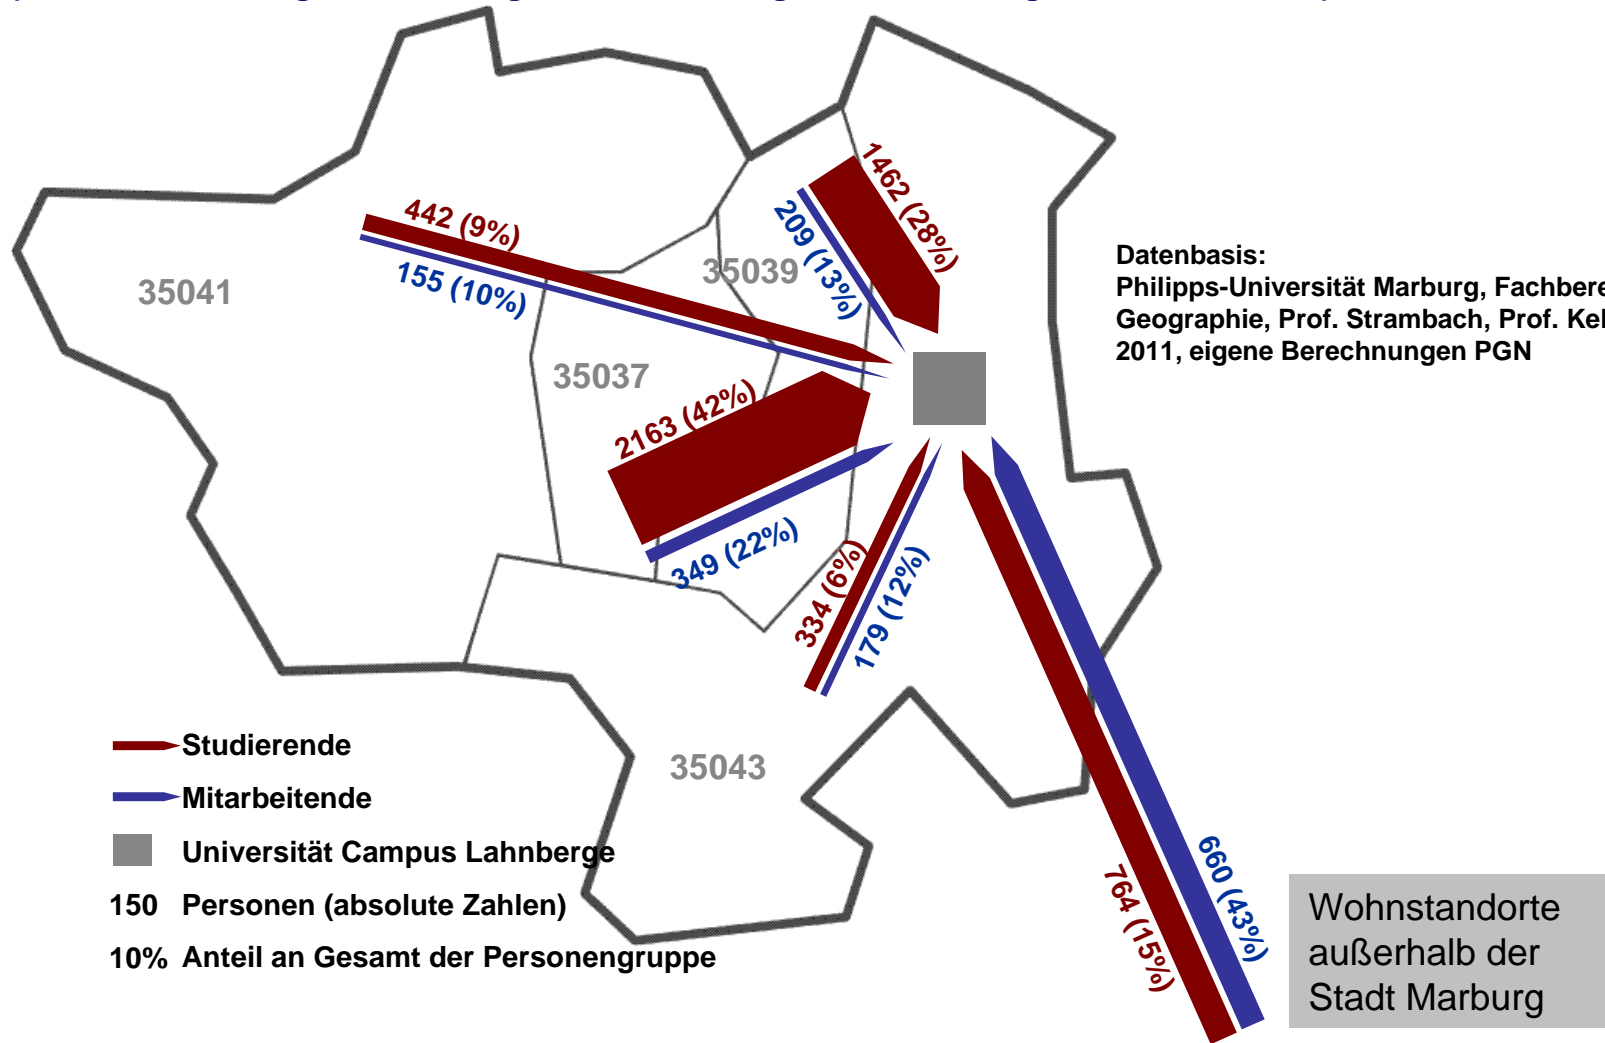 1462 (28%)
209 (13%)
442 (9%)
155 (10%)
35039
35041
35037
Datenbasis:
Philipps-Universität Marburg,
Geographie, Prof. Strambach, Prof.
2011, eigene Berechnungen PGN
2163 (42%)
349 (22%)
334 (6%)
179 (12%)
35043
Studierende
Mitarbeitende
Universität Campus Lahnberge
150 Personen (absolute Zahlen)
10% Anteil an Gesamt der Personengruppe
764 (15%)
660 (43%)
Wohnstandorte
außerhalb der
Stadt Marburg